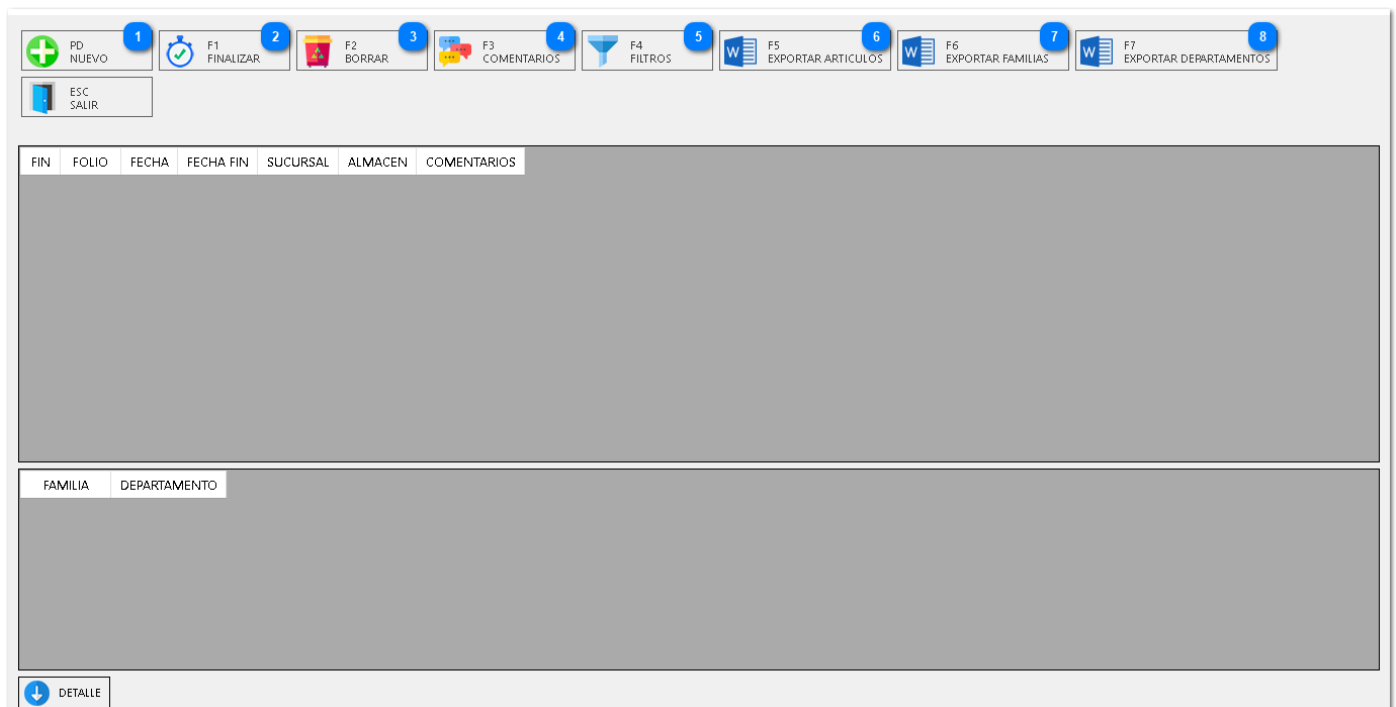 PD
NUEVO
1
F1
FINALIZAR
2
F2
BORRAR
3
F3
COMENTARIOS
4
F4
FILTROS
5
W
F5
EXPORTAR ARTICULOS
6
W
F6
EXPORTAR FAMILIAS
7
W
F7
EXPORTAR DEPARTAMENTOS
8
ESC
SALIR
FIN FOLIO FECHA FECHA FIN SUCURSAL ALMACEN COMENTARIOS
FAMILIA DEPARTAMENTO
DETALLE